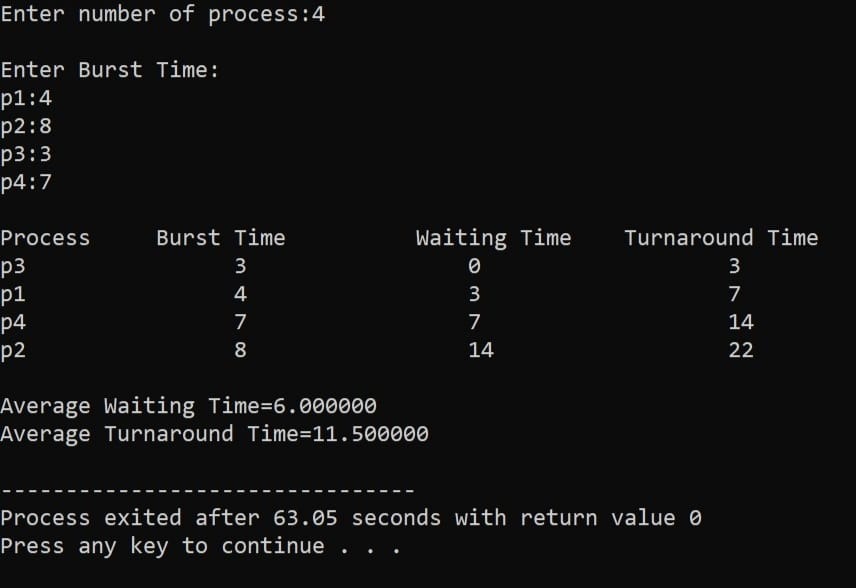 Enter number of process:4
Enter Burst Time:
p1:4
p2:8
p3:3
p4:7
Process Burst Time Waiting Time Turnaround Time
p3 3 0 3
p1 4 3 7
p4 7 7 14
p2 8 14 22
Average Waiting Time=6.000000
Average Turnaround Time=11.500000
--------------------------------
Process exited after 63.05 seconds with return value 0
Press any key to continue . . .